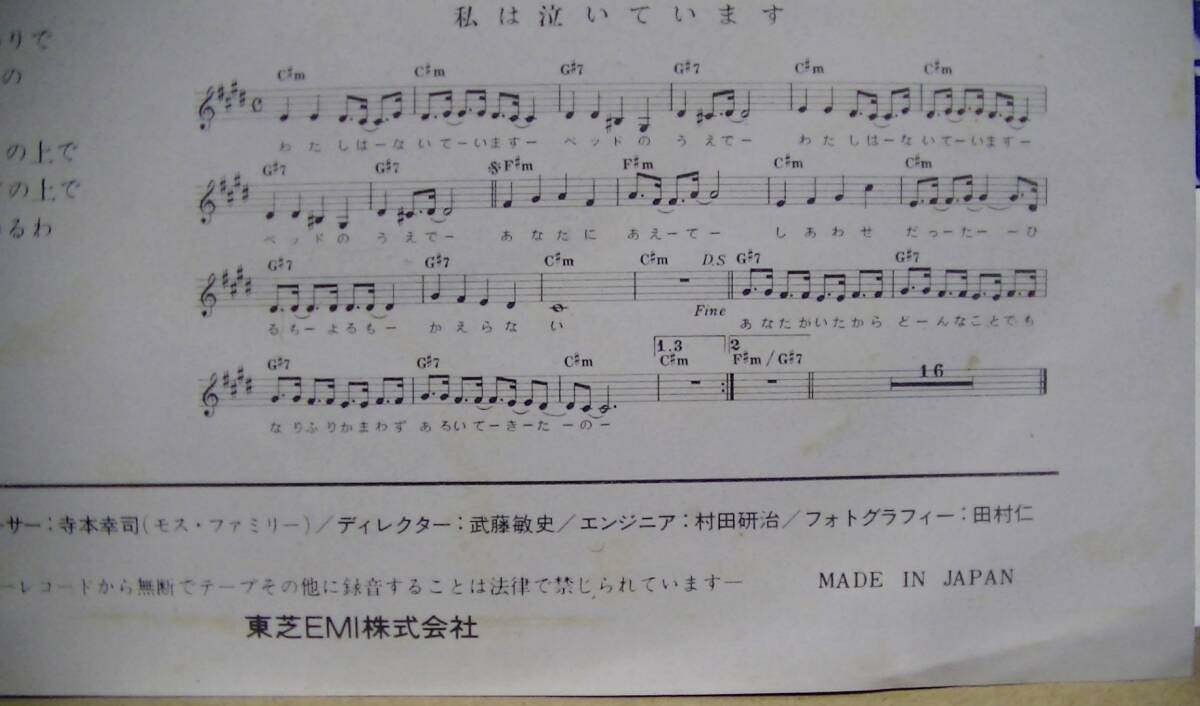 私は泣いています
りで
の
の上で
の上で
るわ
C♯m C♯m G♯7 G♯7 C♯m C♯m
C
わたしはーないてーいますー ベッドの うえでー わたしはーないてーいますー
G♯7 G♯7 F♯m F♯m C♯m C♯m
ベッドの うえでー あなたに あえーてー しあわせ だったーーひ
G♯7 G♯7 C♯m C♯m D.S G♯7 G♯7
Fine
るもーよるもー かえらない あなたがいたから どーんなことでも
G♯7 G♯7 C♯m 1.3 C♯m 2 F♯m/G♯7 16
なりふりかまわず あるいてーきーたーのー
ーサー:寺本幸司(モス・ファミリー)/ディレクター:武藤敏史/エンジニア:村田研治/フォトグラフィー:田村仁
ーレコードから無断でテープその他に録音することは法律で禁じられていますー MADE IN JAPAN
東芝EMI株式会社